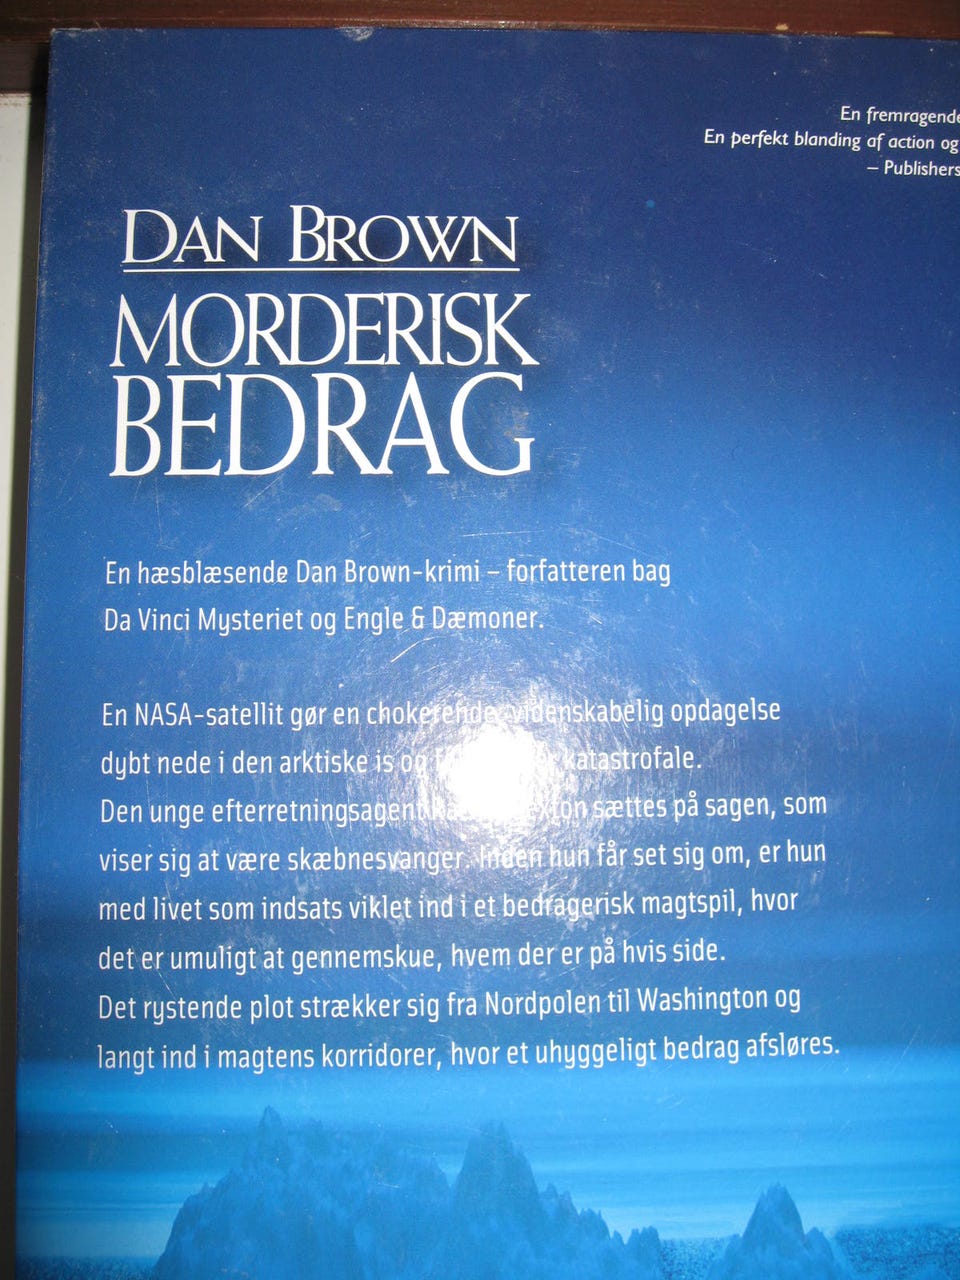 En fremragende
En perfekt blanding af action og
– Publishers
DAN BROWN
MORDERISK
BEDRAG
En hæsblæsende Dan Brown-krimi – forfatteren bag
Da Vinci Mysteriet og Engle & Dæmoner.
En NASA-satellit gør en chokerende, videnskabelig opdagelse
dybt nede i den arktiske is og katastrofale.
Den unge efterretningsagent sættes på sagen, som
viser sig at være skæbnesvanger. Inden hun får set sig om, er hun
med livet som indsats viklet ind i et bedragerisk magtspil, hvor
det er umuligt at gennemskue, hvem der er på hvis side.
Det rystende plot strækker sig fra Nordpolen til Washington og
langt ind i magtens korridorer, hvor et uhyggeligt bedrag afsløres.